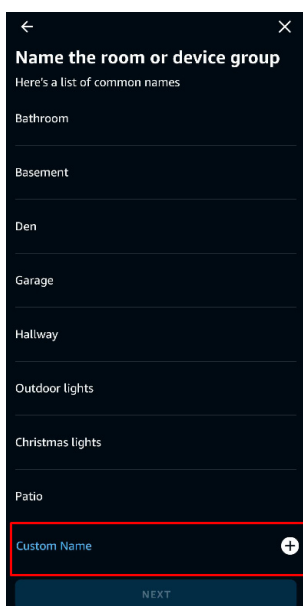 Name the room or device group
Here's a list of common names
Bathroom
Basement
Den
Garage
Hallway
Outdoor lights
Christmas lights
Patio
Custom Name
NEXT